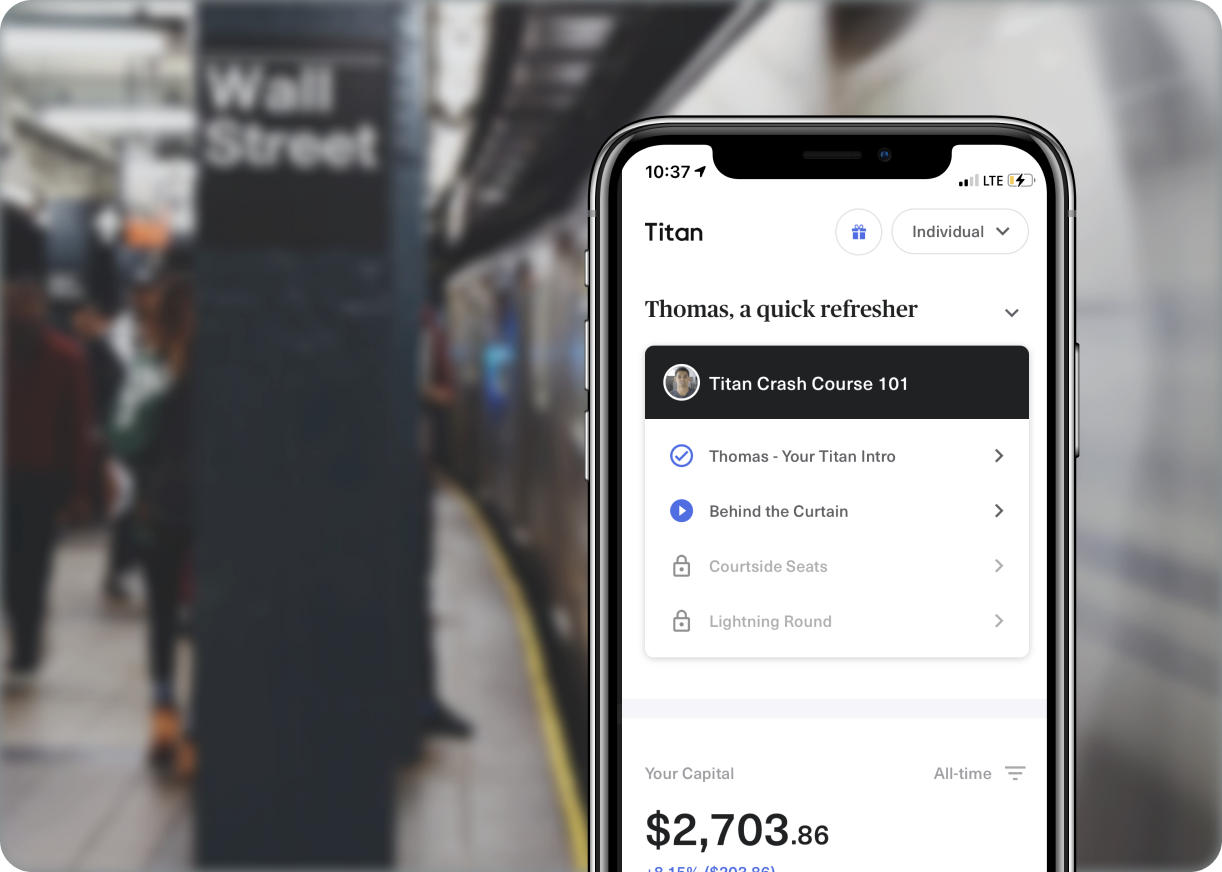 Wall
Street
10:37
LTE
Titan
Individual
Thomas, a quick refresher
Titan Crash Course 101
Thomas - Your Titan Intro
Behind the Curtain
Courtside Seats
Lightning Round
Your Capital
All-time
$2,703.86